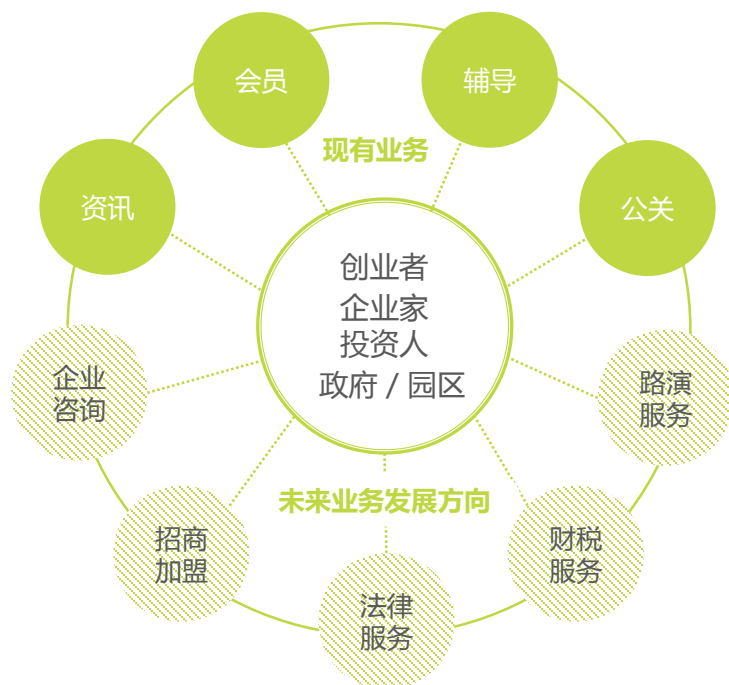 会员
辅导
现有业务
资讯
公关
创业者
企业家
投资人
政府 / 园区
企业
咨询
路演
服务
未来业务发展方向
招商
加盟
财税
服务
法律
服务